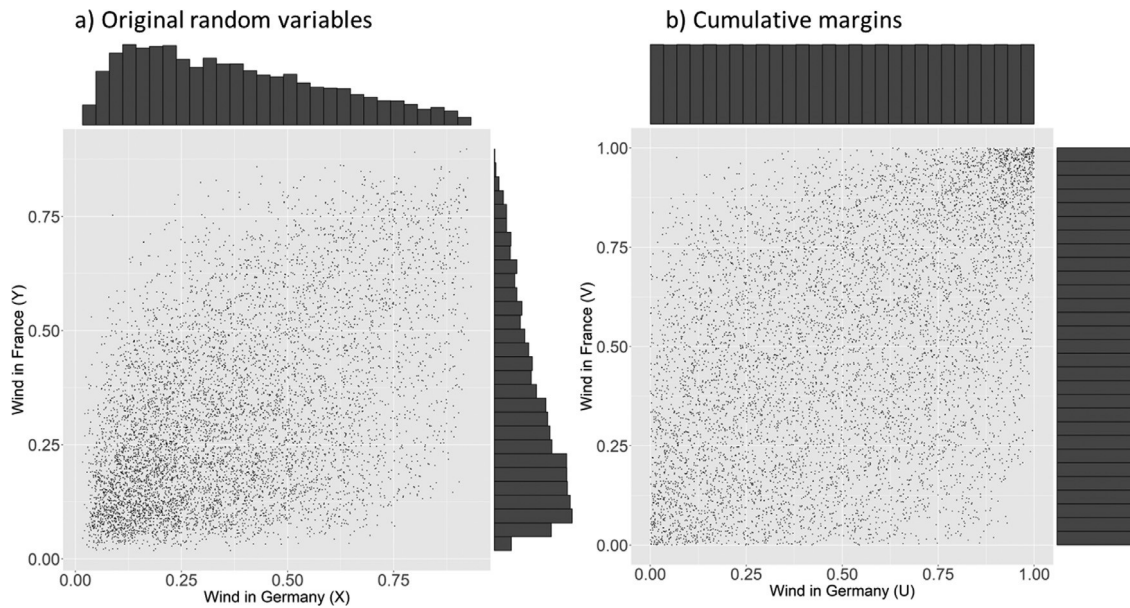 a) Original random variables
0.75
0.50
0.25
0.00
Wind in France (Y)
0.00 0.25 0.50 0.75
Wind in Germany (X)
b) Cumulative margins
1.00
0.75
0.50
0.25
0.00
Wind in France (V)
0.00 0.25 0.50 0.75 1.00
Wind in Germany (U)